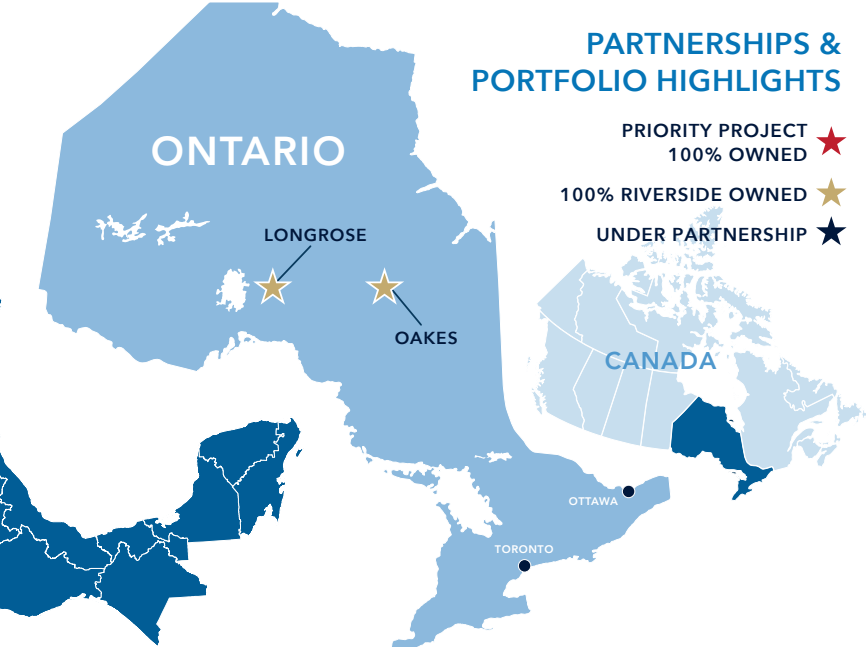 PARTNERSHIPS &
PORTFOLIO HIGHLIGHTS
PRIORITY PROJECT
100% OWNED
100% RIVERSIDE OWNED
UNDER PARTNERSHIP
ONTARIO
LONGROSE
OAKES
CANADA
OTTAWA
TORONTO